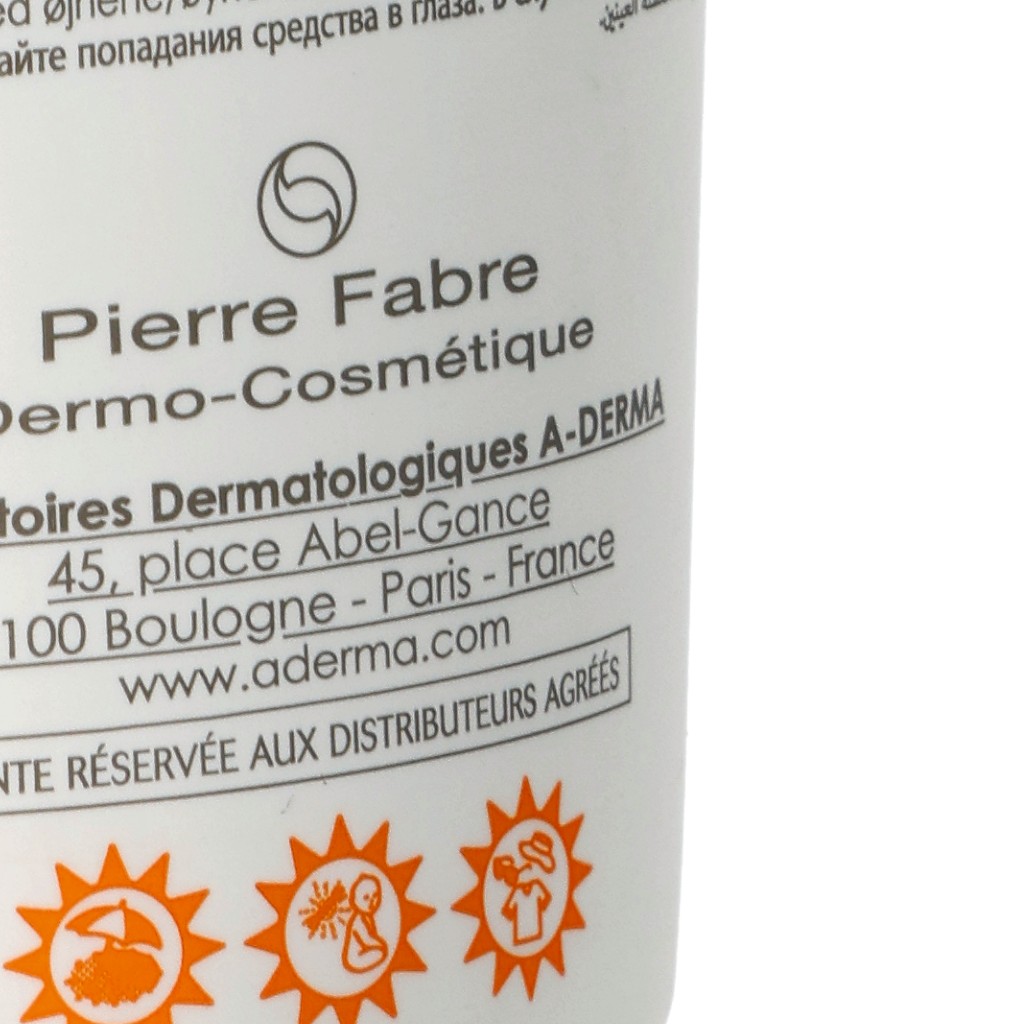 øjnene
попадания средства в глаза.
Pierre Fabre
Dermo-Cosmétique
toires Dermatologiques A-DERMA
45, place Abel-Gance
100 Boulogne - Paris - France
www.aderma.com
NTE RÉSERVÉE AUX DISTRIBUTEURS AGRÉÉS